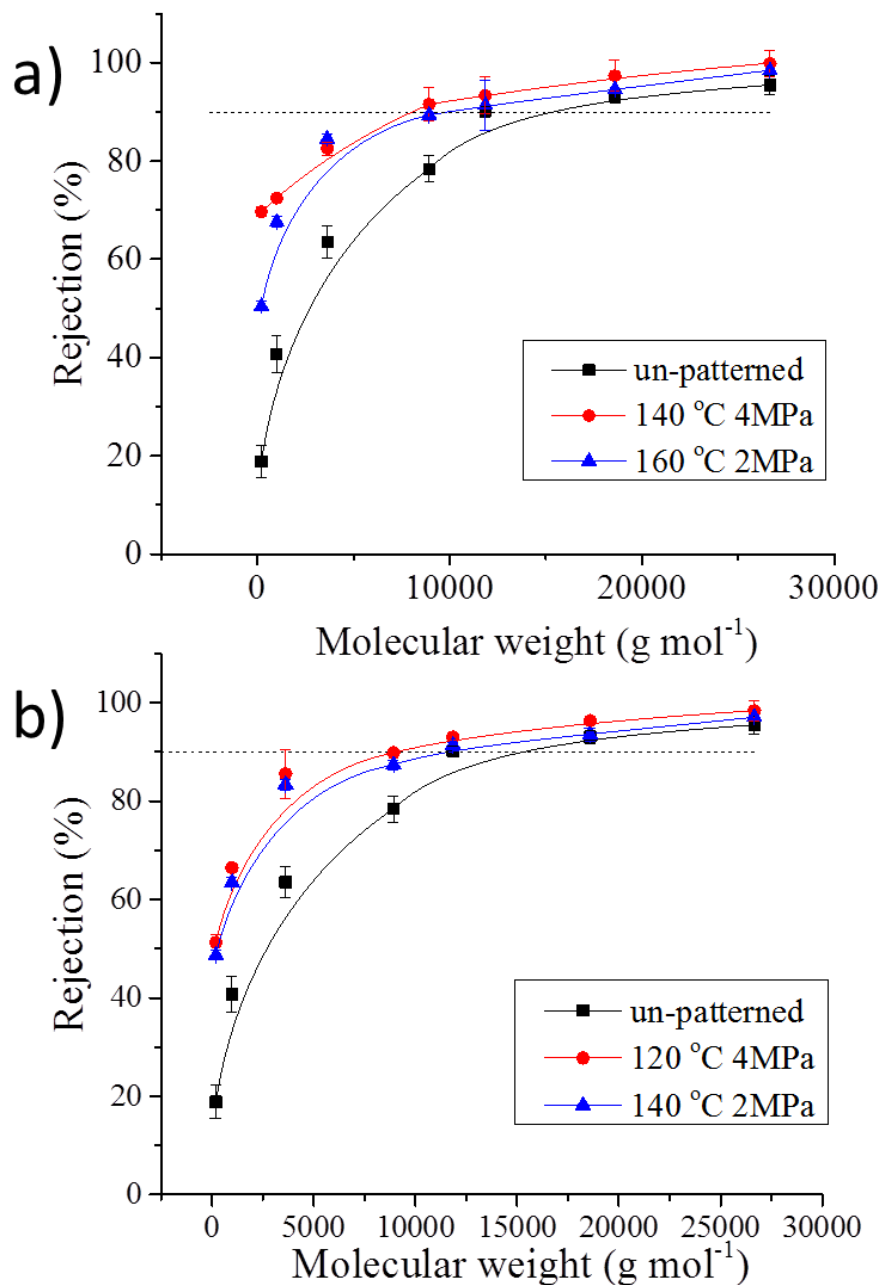 a)
100
80
60
40
20
0
Rejection (%)
un-patterned
140 °C 4MPa
160 °C 2MPa
0 10000 20000 30000
Molecular weight (g mol⁻¹)
b)
100
80
60
40
20
0
Rejection (%)
un-patterned
120 °C 4MPa
140 °C 2MPa
0 5000 10000 15000 20000 25000 30000
Molecular weight (g mol⁻¹)